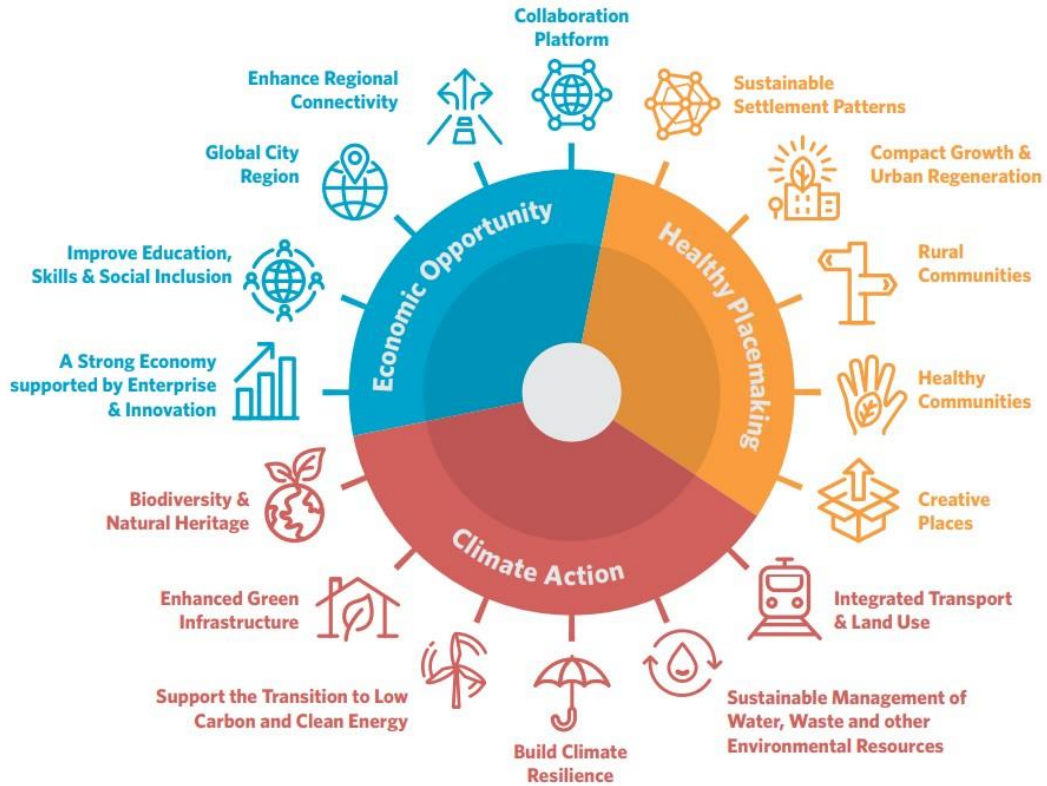 Collaboration
Platform
Sustainable
Settlement Patterns
Compact Growth &
Urban Regeneration
Rural
Communities
Healthy
Communities
Creative
Places
Integrated Transport
& Land Use
Sustainable Management of
Water, Waste and other
Environmental Resources
Build Climate
Resilience
Support the Transition to Low
Carbon and Clean Energy
Enhanced Green
Infrastructure
Biodiversity &
Natural Heritage
A Strong Economy
supported by Enterprise
& Innovation
Improve Education,
Skills & Social Inclusion
Global City
Region
Enhance Regional
Connectivity
Economic Opportunity
Healthy Placemaking
Climate Action